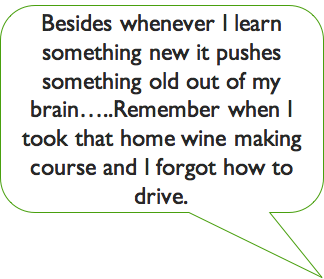 Besides whenever I learn
something new it pushes
something old out of my
brain…..Remember when I
took that home wine making
course and I forgot how to
drive.